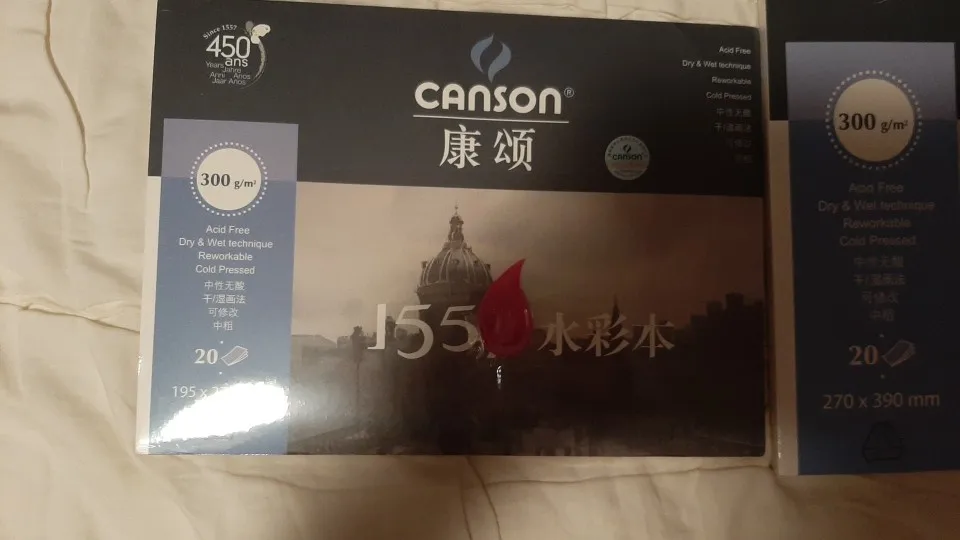 Since 1557
450
ans
Years Jahre
Anni Anos
Jaar Años
CANSON®
康颂
Acid Free
Dry & Wet technique
Reworkable
Cold Pressed
中性无酸
干/湿画法
可修改
中粗
CANSON
300 g/m²
Acid Free
Dry & Wet technique
Reworkable
Cold Pressed
中性无酸
干/湿画法
可修改
中粗
20
195 x
155
水彩本
300 g/m²
Acid Free
Dry & Wet technique
Reworkable
Cold Pressed
中性无酸
干/湿画法
可修改
中粗
20
270 x 390 mm